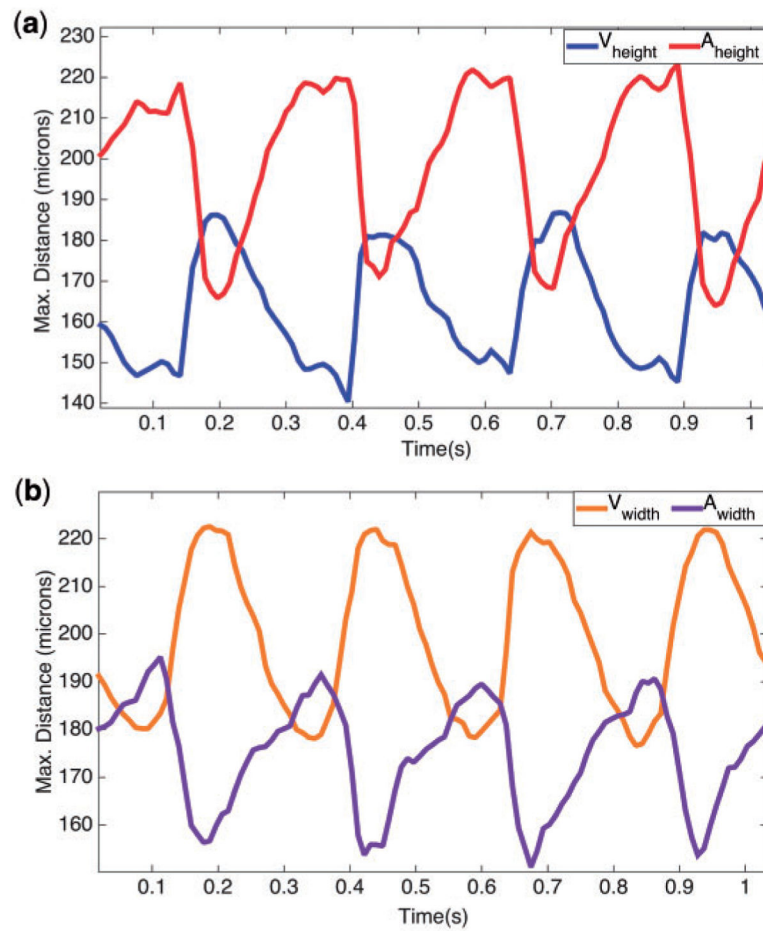 (a)
V_height A_height
Max. Distance (microns)
230
220
210
200
190
180
170
160
150
140
0.1 0.2 0.3 0.4 0.5 0.6 0.7 0.8 0.9 1
Time(s)
(b)
V_width A_width
Max. Distance (microns)
220
210
200
190
180
170
160
0.1 0.2 0.3 0.4 0.5 0.6 0.7 0.8 0.9 1
Time(s)